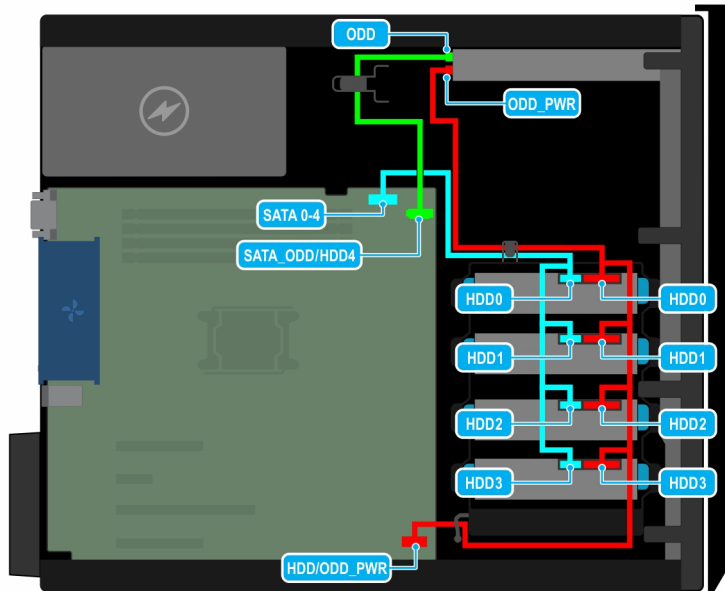 ODD
ODD_PWR
SATA 0-4
SATA_ODD/HDD4
HDD0
HDD0
HDD1
HDD1
HDD2
HDD2
HDD3
HDD3
HDD/ODD_PWR